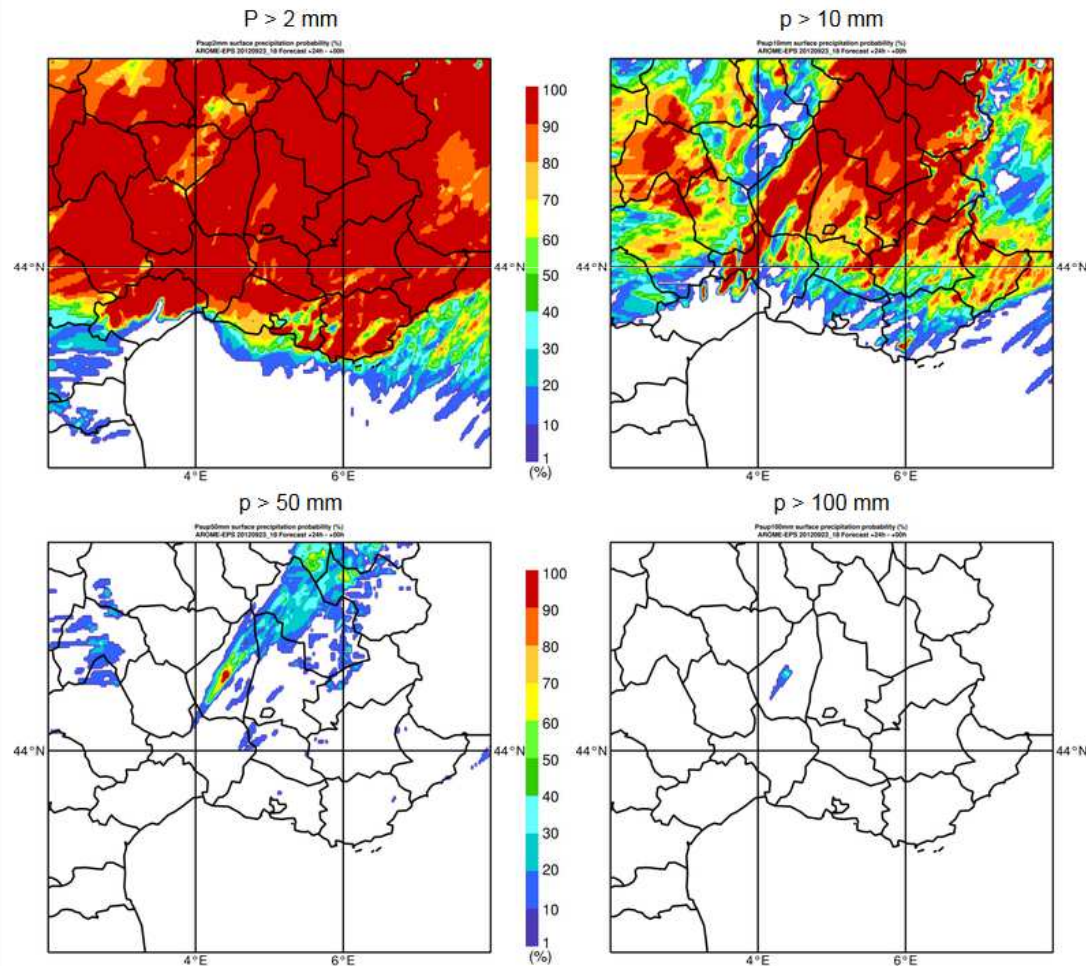 P > 2 mm
p > 10 mm
Psup2mm surface precipitation probability (%)
AROME-EPS 20120923_18 Forecast +24h - +00h
Psup10mm surface precipitation probability (%)
AROME-EPS 20120923_18 Forecast +24h - +00h
100
90
80
70
60
50
40
30
20
10
1
(%)
44°N
44°N
4°E
6°E
4°E
6°E
p > 50 mm
p > 100 mm
Psup50mm surface precipitation probability (%)
AROME-EPS 20120923_18 Forecast +24h - +00h
Psup100mm surface precipitation probability (%)
AROME-EPS 20120923_18 Forecast +24h - +00h
100
90
80
70
60
50
40
30
20
10
1
(%)
44°N
44°N
44°N
4°E
6°E
4°E
6°E